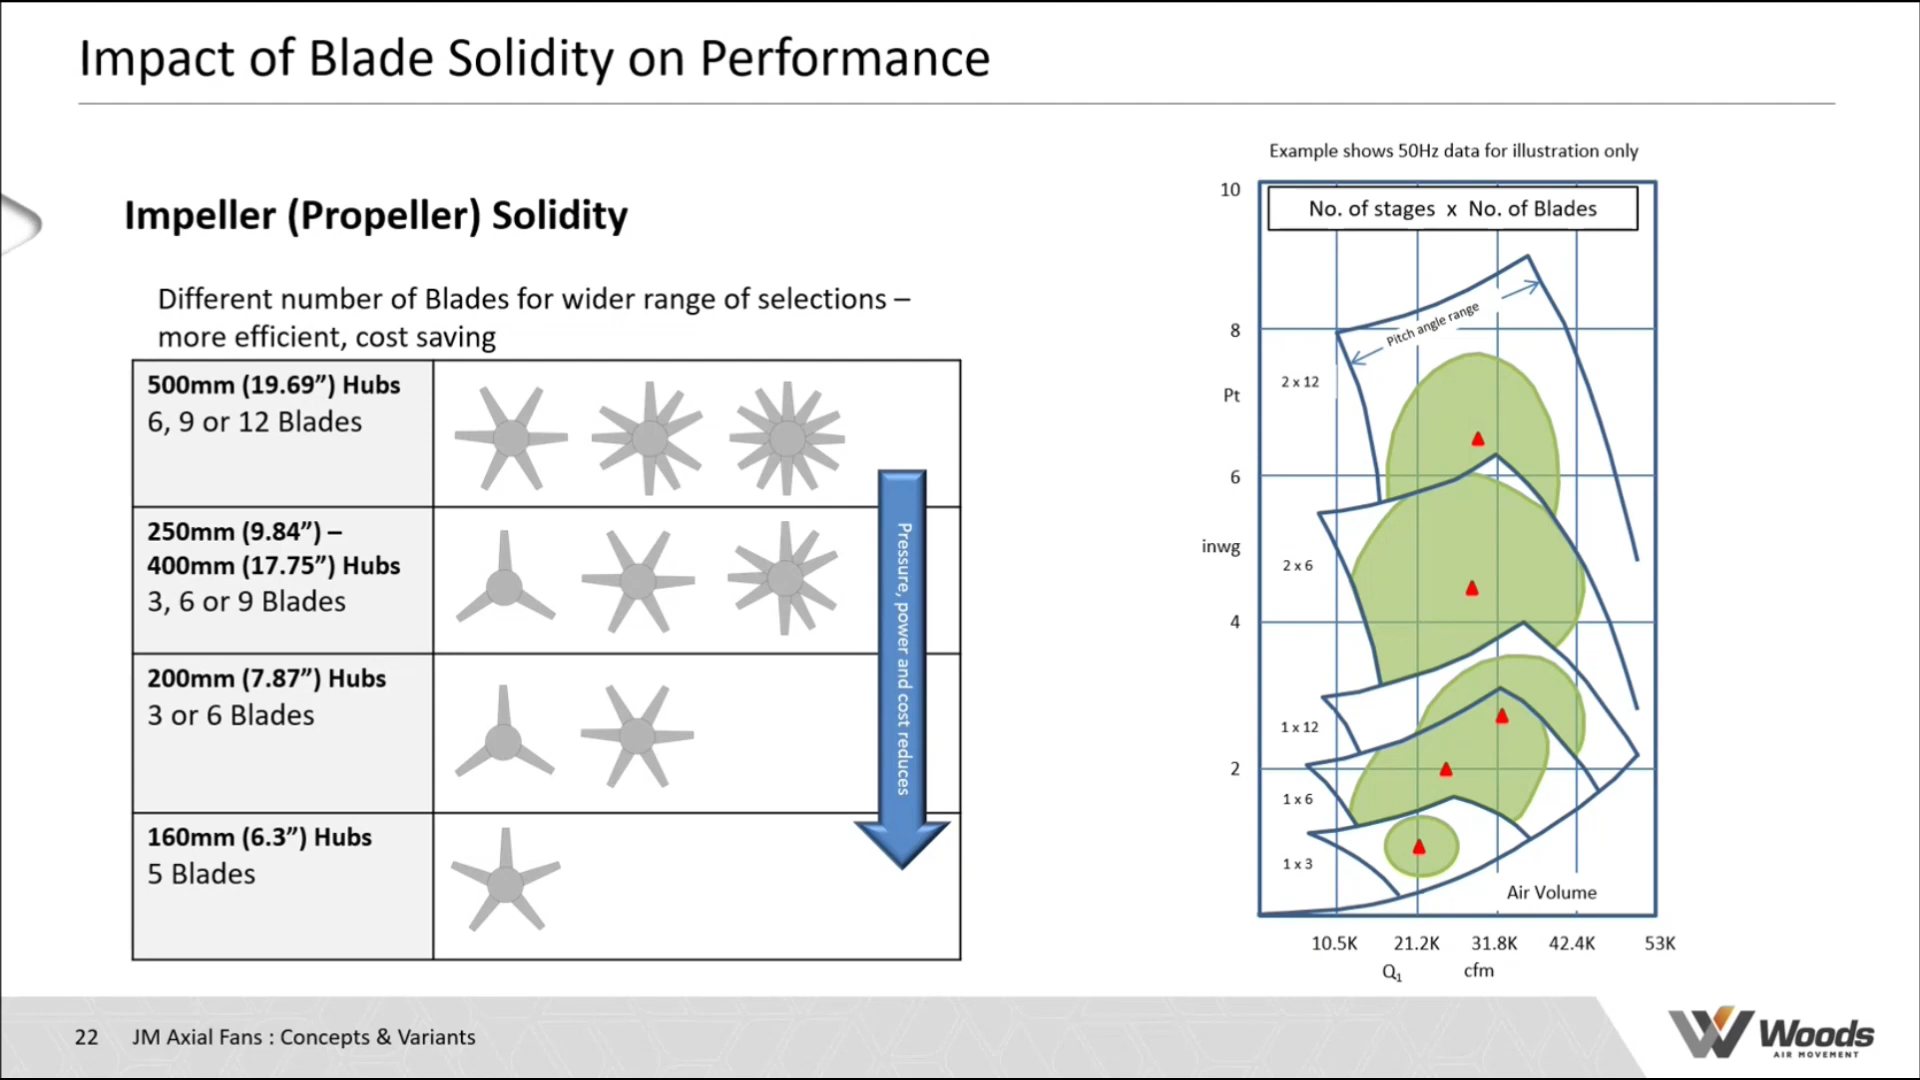 Impact of Blade Solidity on Performance
Impeller (Propeller) Solidity
Different number of Blades for wider range of selections –
more efficient, cost saving
500mm (19.69”) Hubs
6, 9 or 12 Blades
250mm (9.84”) –
400mm (17.75”) Hubs
3, 6 or 9 Blades
200mm (7.87”) Hubs
3 or 6 Blades
160mm (6.3”) Hubs
5 Blades
Pressure, power and cost reduces
Example shows 50Hz data for illustration only
No. of stages x No. of Blades
10
8
Pt
6
inwg
4
2
Pitch angle range
2 x 12
2 x 6
1 x 12
1 x 6
1 x 3
Air Volume
10.5K 21.2K 31.8K 42.4K 53K
Q1 cfm
22 JM Axial Fans : Concepts & Variants
Woods
AIR MOVEMENT